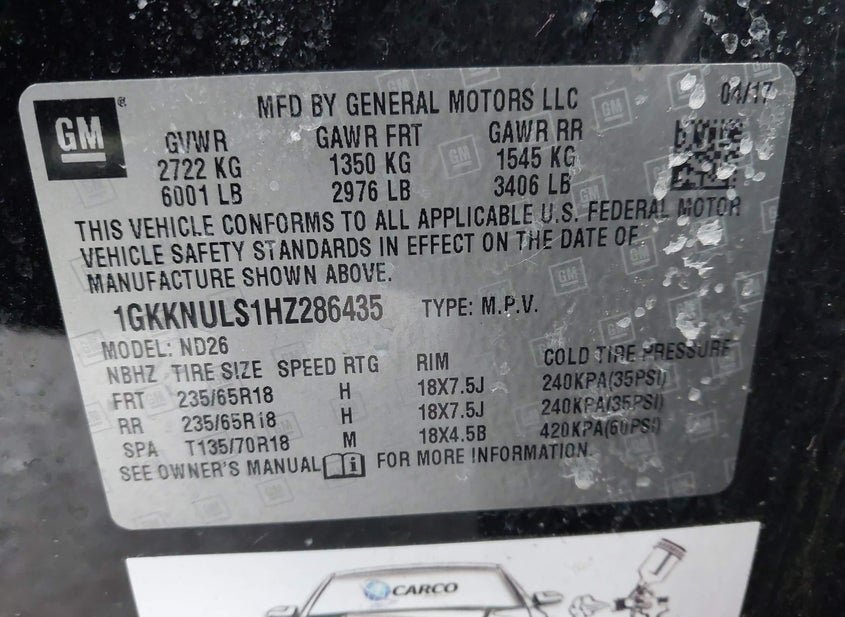 GM
MFD BY GENERAL MOTORS LLC 04/17
GVWR GAWR FRT GAWR RR
2722 KG 1350 KG 1545 KG
6001 LB 2976 LB 3406 LB
THIS VEHICLE CONFORMS TO ALL APPLICABLE U.S. FEDERAL MOTOR
VEHICLE SAFETY STANDARDS IN EFFECT ON THE DATE OF
MANUFACTURE SHOWN ABOVE.
1GKKNULS1HZ286435 TYPE: M.P.V.
MODEL: ND26
NBHZ TIRE SIZE SPEED RTG RIM COLD TIRE PRESSURE
FRT 235/65R18 H 18X7.5J 240KPA(35PSI)
RR 235/65R18 H 18X7.5J 240KPA(35PSI)
SPA T135/70R18 M 18X4.5B 420KPA(60PSI)
SEE OWNER'S MANUAL FOR MORE INFORMATION.
CARCO